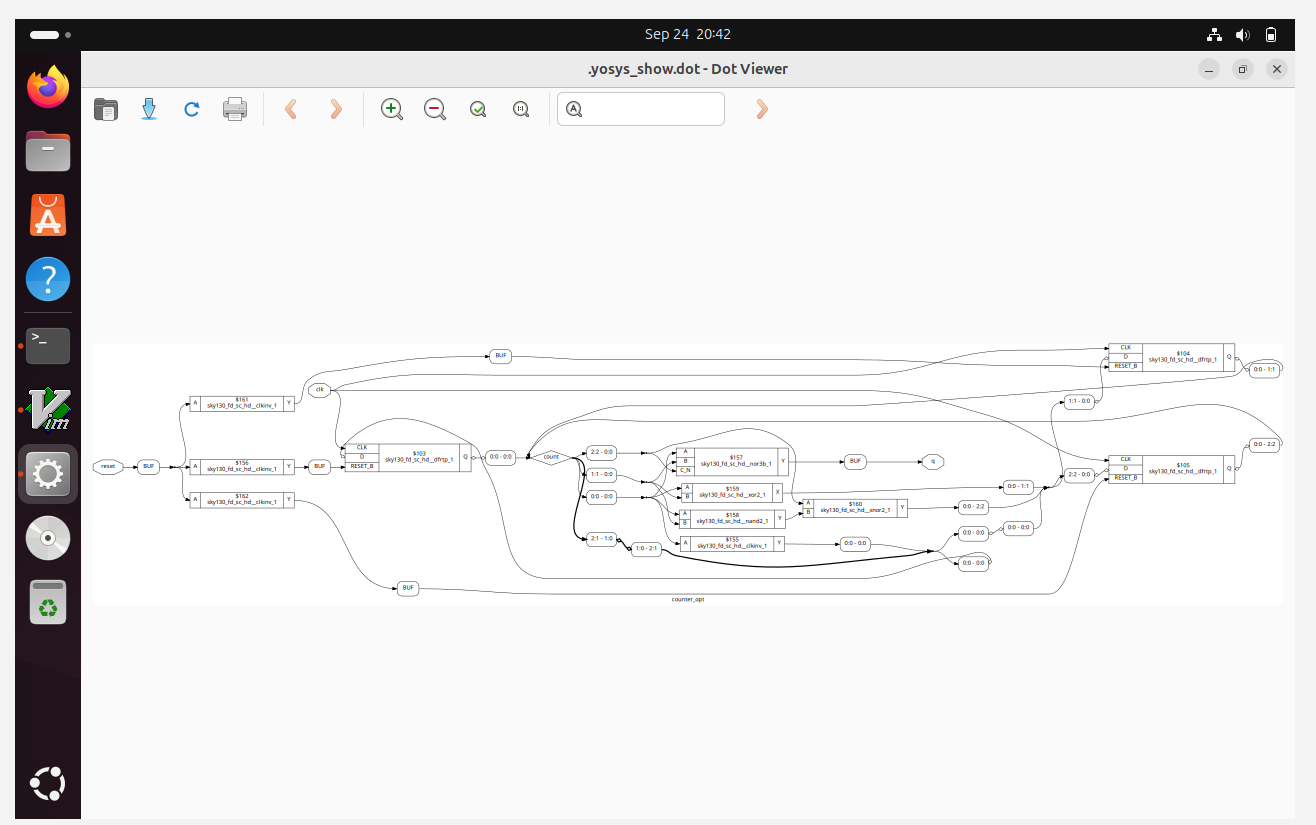 Sep 24 20:42
.yosys_show.dot - Dot Viewer
A
1:1
?
>_
Vim
A
BUF
clk
CLK
D
RESET_B
$104
sky130_fd_sc_hd__dfrtp_1
Q
0:0 - 1:1
1:1 - 0:0
A
$161
sky130_fd_sc_hd__clkinv_1
Y
reset
BUF
A
$156
sky130_fd_sc_hd__clkinv_1
Y
BUF
A
$162
sky130_fd_sc_hd__clkinv_1
Y
CLK
D
RESET_B
$103
sky130_fd_sc_hd__dfrtp_1
Q
0:0 - 0:0
count
2:2 - 0:0
1:1 - 0:0
0:0 - 0:0
2:1 - 1:0
1:0 - 2:1
A
B
C_N
$157
sky130_fd_sc_hd__nor3b_1
Y
BUF
q
A
B
$159
sky130_fd_sc_hd__xor2_1
X
A
B
$158
sky130_fd_sc_hd__nand2_1
Y
A
$155
sky130_fd_sc_hd__clkinv_1
Y
A
B
$160
sky130_fd_sc_hd__xnor2_1
Y
0:0 - 0:0
0:0 - 1:1
0:0 - 2:2
0:0 - 0:0
0:0 - 0:0
0:0 - 0:0
2:2 - 0:0
CLK
D
RESET_B
$105
sky130_fd_sc_hd__dfrtp_1
Q
0:0 - 2:2
BUF
counter_opt